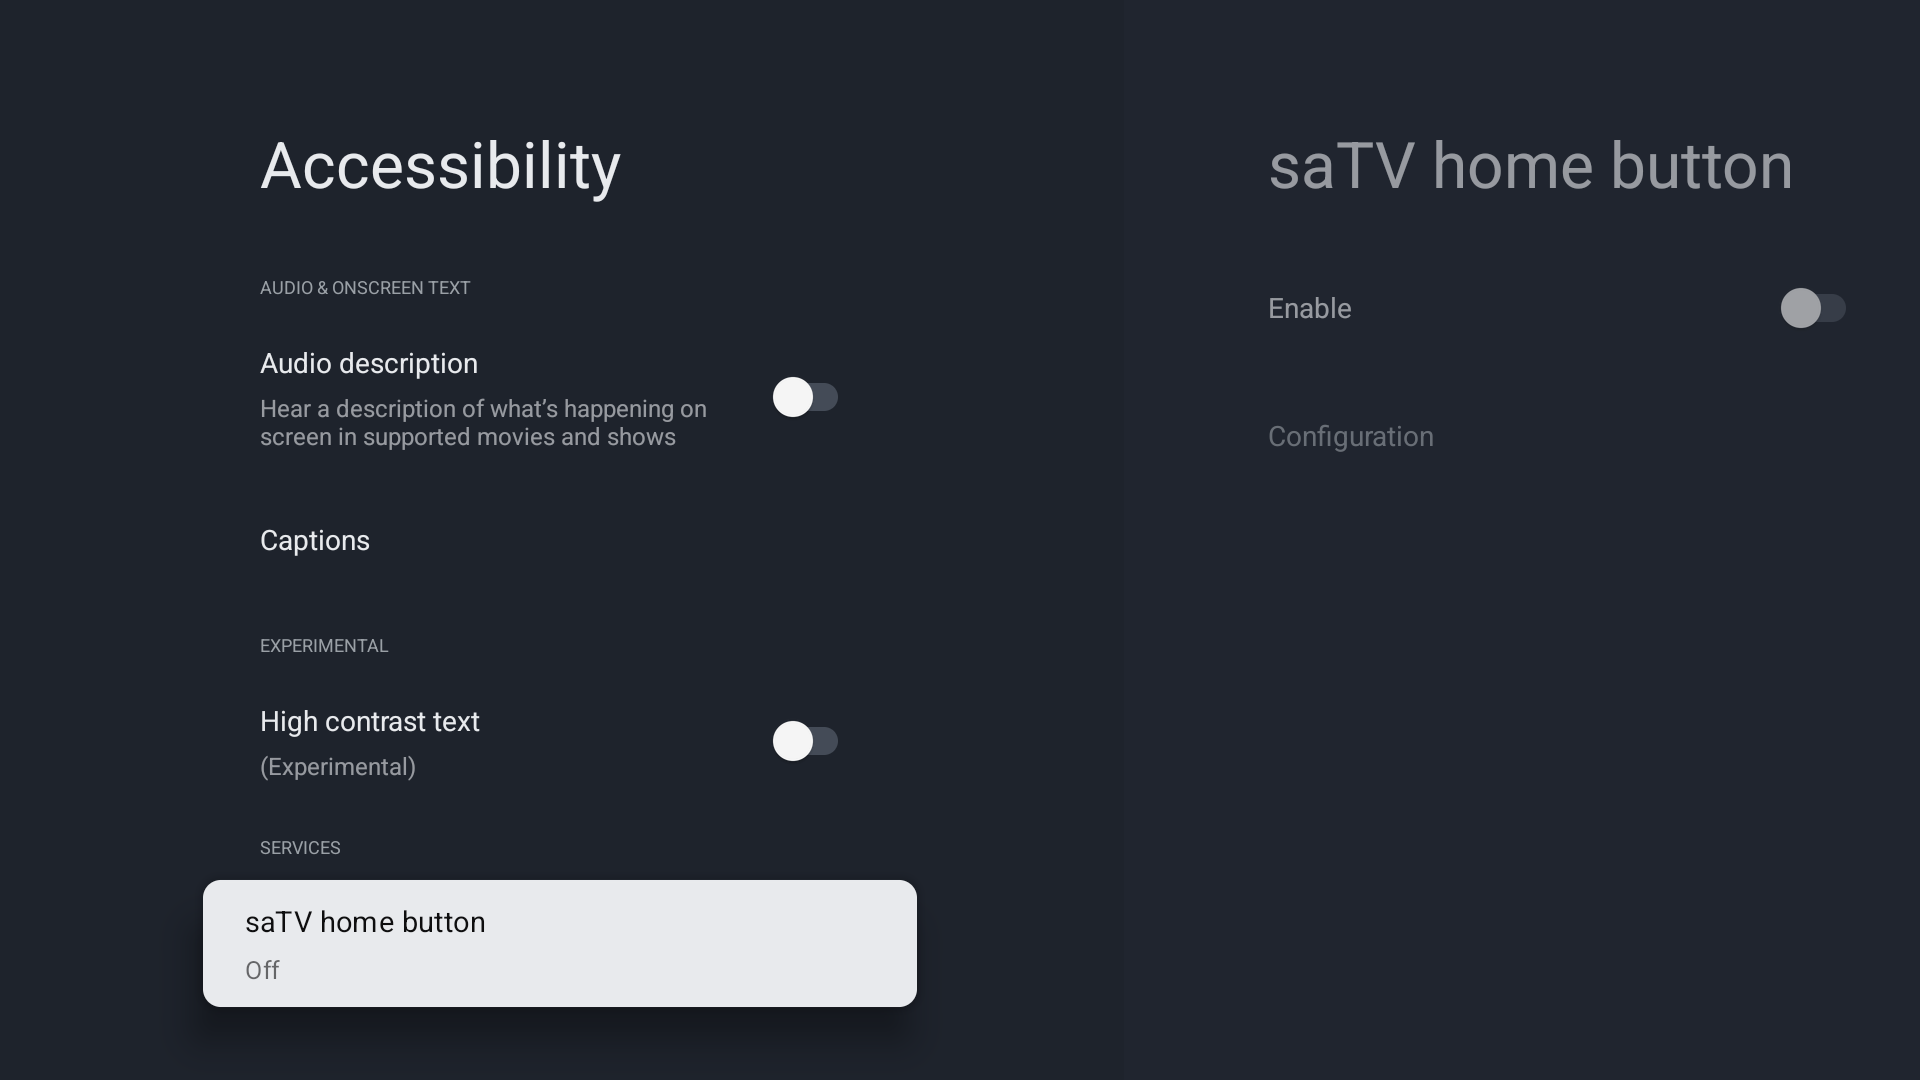 Accessibility
AUDIO & ONSCREEN TEXT
Audio description
Hear a description of what’s happening on
screen in supported movies and shows
Captions
EXPERIMENTAL
High contrast text
(Experimental)
SERVICES
saTV home button
Off
saTV home button
Enable
Configuration